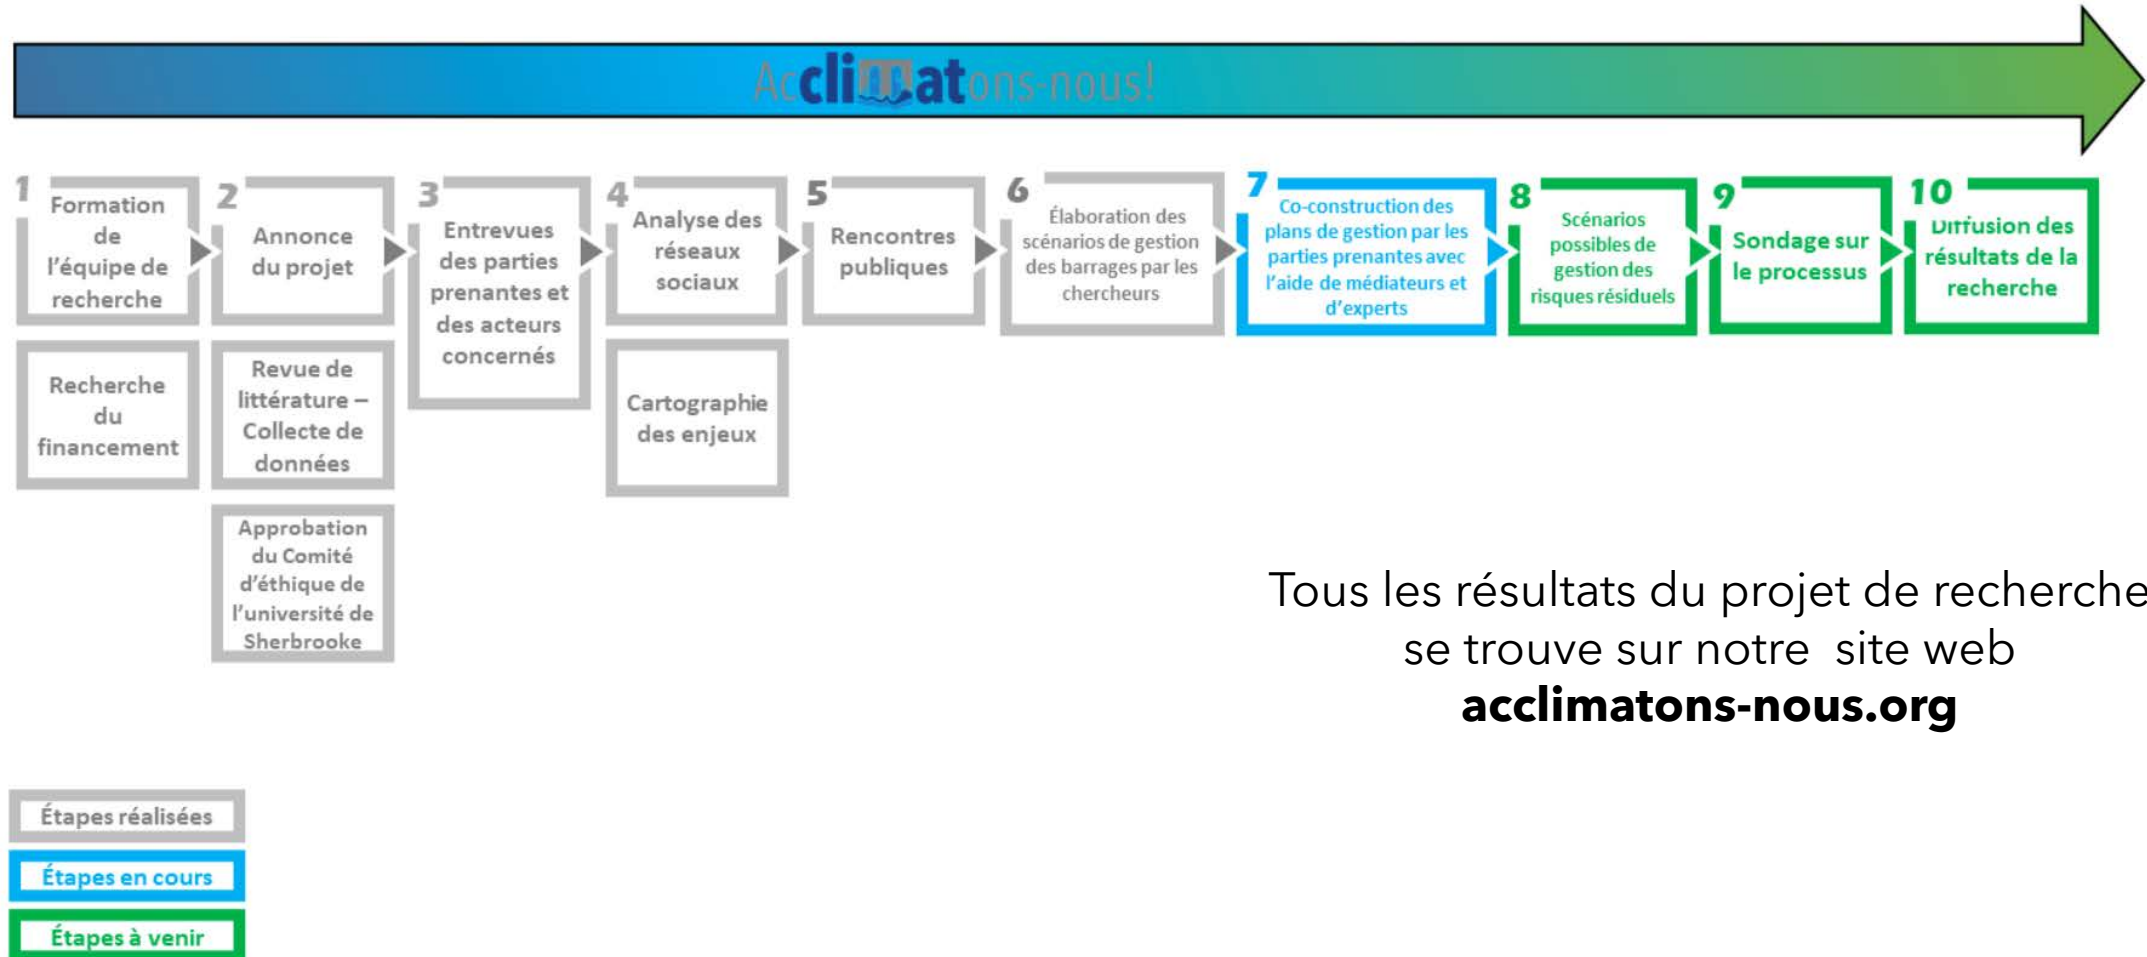 Acclimatons-nous!
1
Formation
de
l'équipe de
recherche
Recherche
du
financement
2
Annonce
du projet
Revue de
littérature –
Collecte de
données
Approbation
du Comité
d'éthique de
l'université de
Sherbrooke
3
Entrevues
des parties
prenantes et
des acteurs
concernés
4
Analyse des
réseaux
sociaux
Cartographie
des enjeux
5
Rencontres
publiques
6
Élaboration des
scénarios de gestion
des barrages par les
chercheurs
7
Co-construction des
plans de gestion par les
parties prenantes avec
l'aide de médiateurs et
d'experts
8
Scénarios
possibles de
gestion des
risques résiduels
9
Sondage sur
le processus
10
Diffusion des
résultats de la
recherche
Tous les résultats du projet de recherche
se trouve sur notre site web
acclimatons-nous.org
Étapes réalisées
Étapes en cours
Étapes à venir